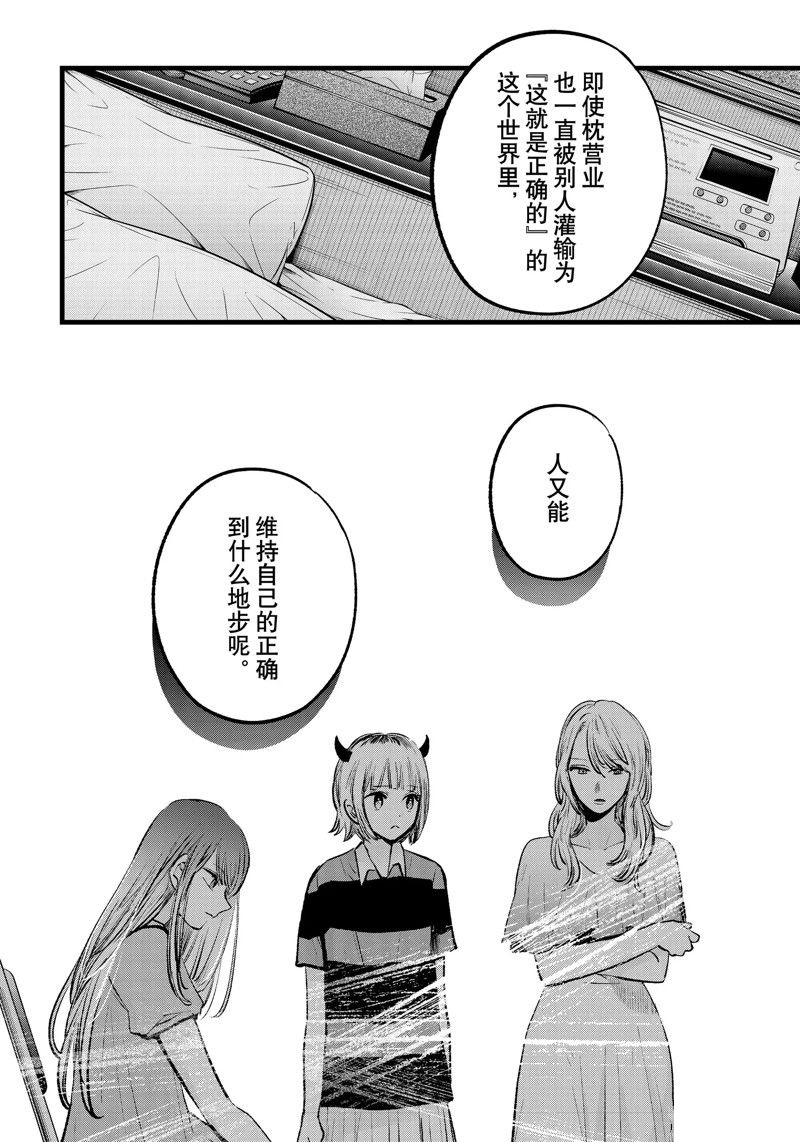 即使枕营业
也一直被别人灌输为
『这就是正确的』的
这个世界里，
人又能
维持自己的正确
到什么地步呢。